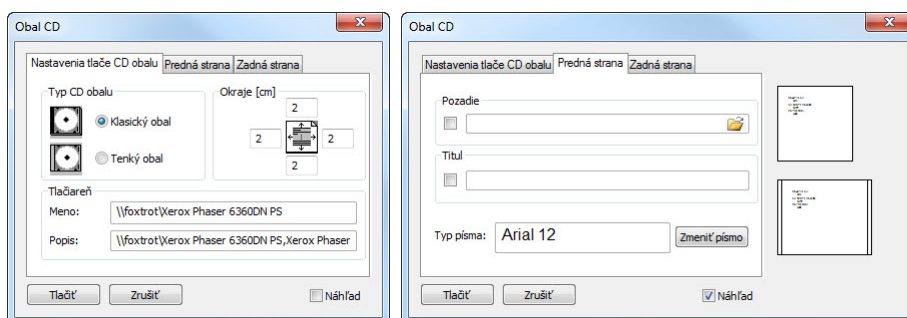 Obal CD
Nastavenia tlače CD obalu Predná strana Zadná strana
Typ CD obalu
Klasický obal
Tenký obal
Okraje [cm]
2
2 2
2
Tlačiareň
Meno: \\foxtrot\Xerox Phaser 6360DN PS
Popis: \\foxtrot\Xerox Phaser 6360DN PS,Xerox Phaser
Tlačiť Zrušiť Náhľad
Obal CD
Nastavenia tlače CD obalu Predná strana Zadná strana
Pozadie
Titul
Typ písma: Arial 12 Zmeniť písmo
Tlačiť Zrušiť Náhľad